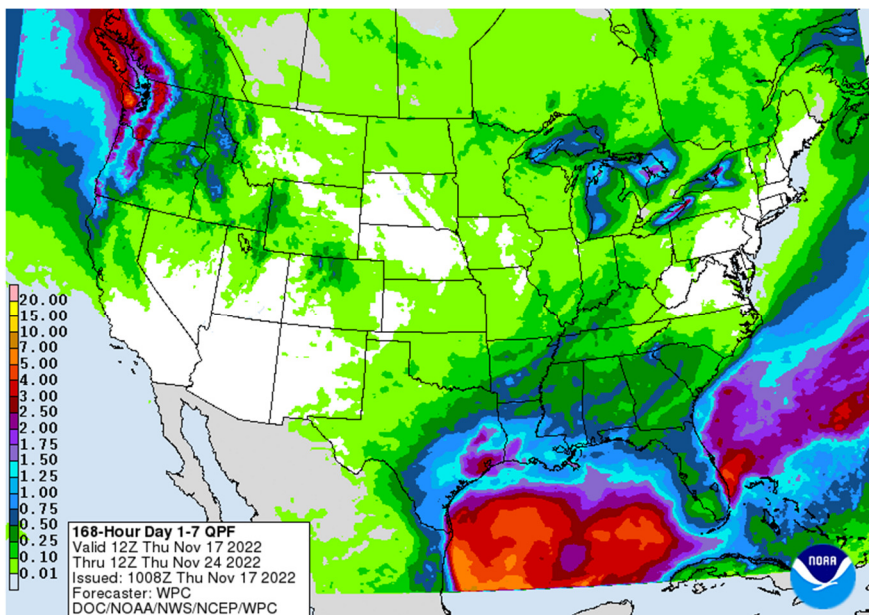 20.00
15.00
10.00
7.00
5.00
4.00
3.00
2.50
2.00
1.75
1.50
1.25
1.00
0.75
0.50
0.25
0.10
0.01
168-Hour Day 1-7 QPF
Valid 12Z Thu Nov 17 2022
Thru 12Z Thu Nov 24 2022
Issued: 1008Z Thu Nov 17 2022
Forecaster: WPC
DOC/NOAA/NWS/NCEP/WPC
NOAA